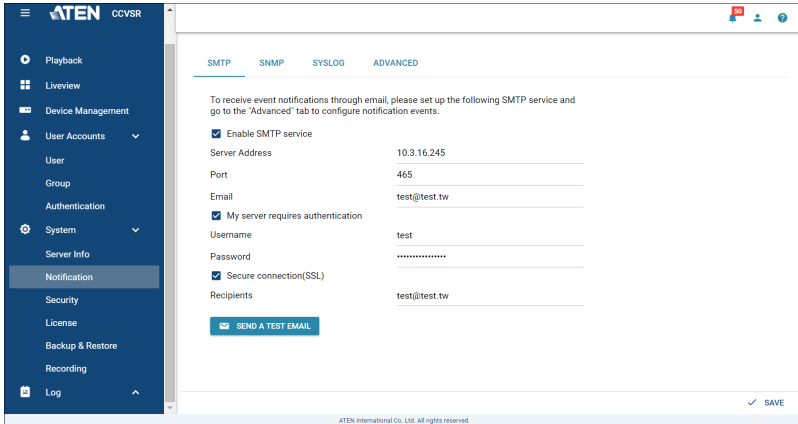 ATEN CCVSR
50
Playback
Liveview
Device Management
User Accounts
User
Group
Authentication
System
Server Info
Notification
Security
License
Backup & Restore
Recording
Log
SMTP SNMP SYSLOG ADVANCED
To receive event notifications through email, please set up the following SMTP service and
go to the "Advanced" tab to configure notification events.
Enable SMTP service
Server Address 10.3.16.245
Port 465
Email test@test.tw
My server requires authentication
Username test
Password ••••••••••••••••
Secure connection(SSL)
Recipients test@test.tw
SEND A TEST EMAIL
SAVE
ATEN International Co. Ltd. All rights reserved.